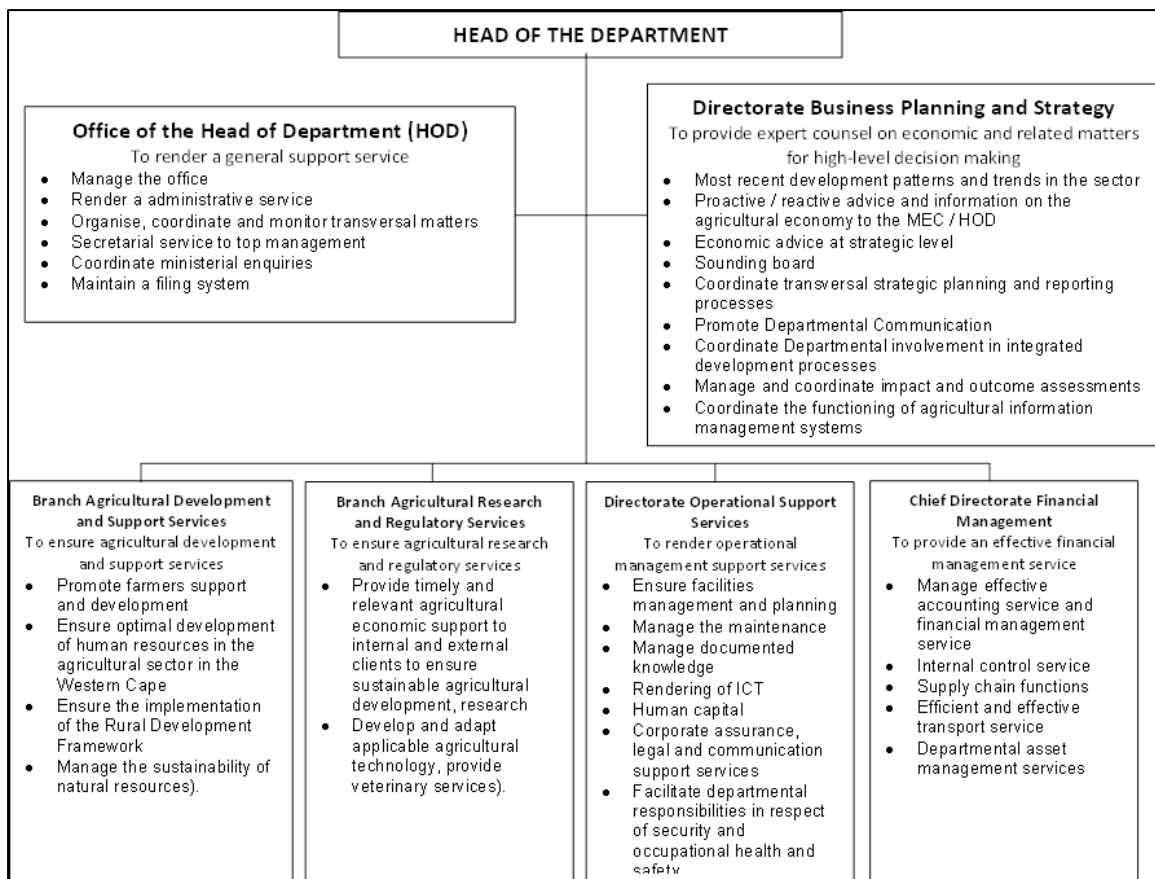 HEAD OF THE DEPARTMENT
Office of the Head of Department (HOD)
To render a general support service
• Manage the office
• Render a administrative service
• Organise, coordinate and monitor transversal matters
• Secretarial service to top management
• Coordinate ministerial enquiries
• Maintain a filing system
Directorate Business Planning and Strategy
To provide expert counsel on economic and related matters
for high-level decision making
• Most recent development patterns and trends in the sector
• Proactive / reactive advice and information on the
agricultural economy to the MEC / HOD
• Economic advice at strategic level
• Sounding board
• Coordinate transversal strategic planning and reporting
processes
• Promote Departmental Communication
• Coordinate Departmental involvement in integrated
development processes
• Manage and coordinate impact and outcome assessments
• Coordinate the functioning of agricultural information
management systems
Branch Agricultural Development
and Support Services
To ensure agricultural development
and support services
• Promote farmers support
and development
• Ensure optimal development
of human resources in the
agricultural sector in the
Western Cape
• Ensure the implementation
of the Rural Development
Framework
• Manage the sustainability of
natural resources).
Branch Agricultural Research
and Regulatory Services
To ensure agricultural research
and regulatory services
• Provide timely and
relevant agricultural
economic support to
internal and external
clients to ensure
sustainable agricultural
development, research
• Develop and adapt
applicable agricultural
technology, provide
veterinary services).
Directorate Operational Support
Services
To render operational
management support services
• Ensure facilities
management and planning
• Manage the maintenance
• Manage documented
knowledge
• Rendering of ICT
• Human capital
• Corporate assurance,
legal and communication
support services
• Facilitate departmental
responsibilities in respect
of security and
occupational health and
safety
Chief Directorate Financial
Management
To provide an effective financial
management service
• Manage effective
accounting service and
financial management
service
• Internal control service
• Supply chain functions
• Efficient and effective
transport service
• Departmental asset
management services